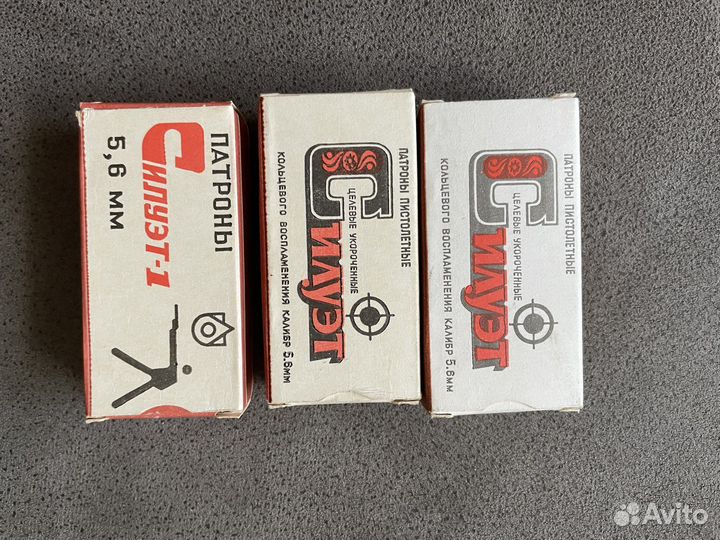 ПАТРОНЫ
Силуэт-1
5,6 мм
ПАТРОНЫ ПИСТОЛЕТНЫЕ
ЦЕЛЕВЫЕ УКОРОЧЕННЫЕ
Силуэт
КОЛЬЦЕВОГО ВОСПЛАМЕНЕНИЯ КАЛИБР 5.6мм
ПАТРОНЫ ПИСТОЛЕТНЫЕ
ЦЕЛЕВЫЕ УКОРОЧЕННЫЕ
Силуэт
КОЛЬЦЕВОГО ВОСПЛАМЕНЕНИЯ КАЛИБР 5.6мм
Avito